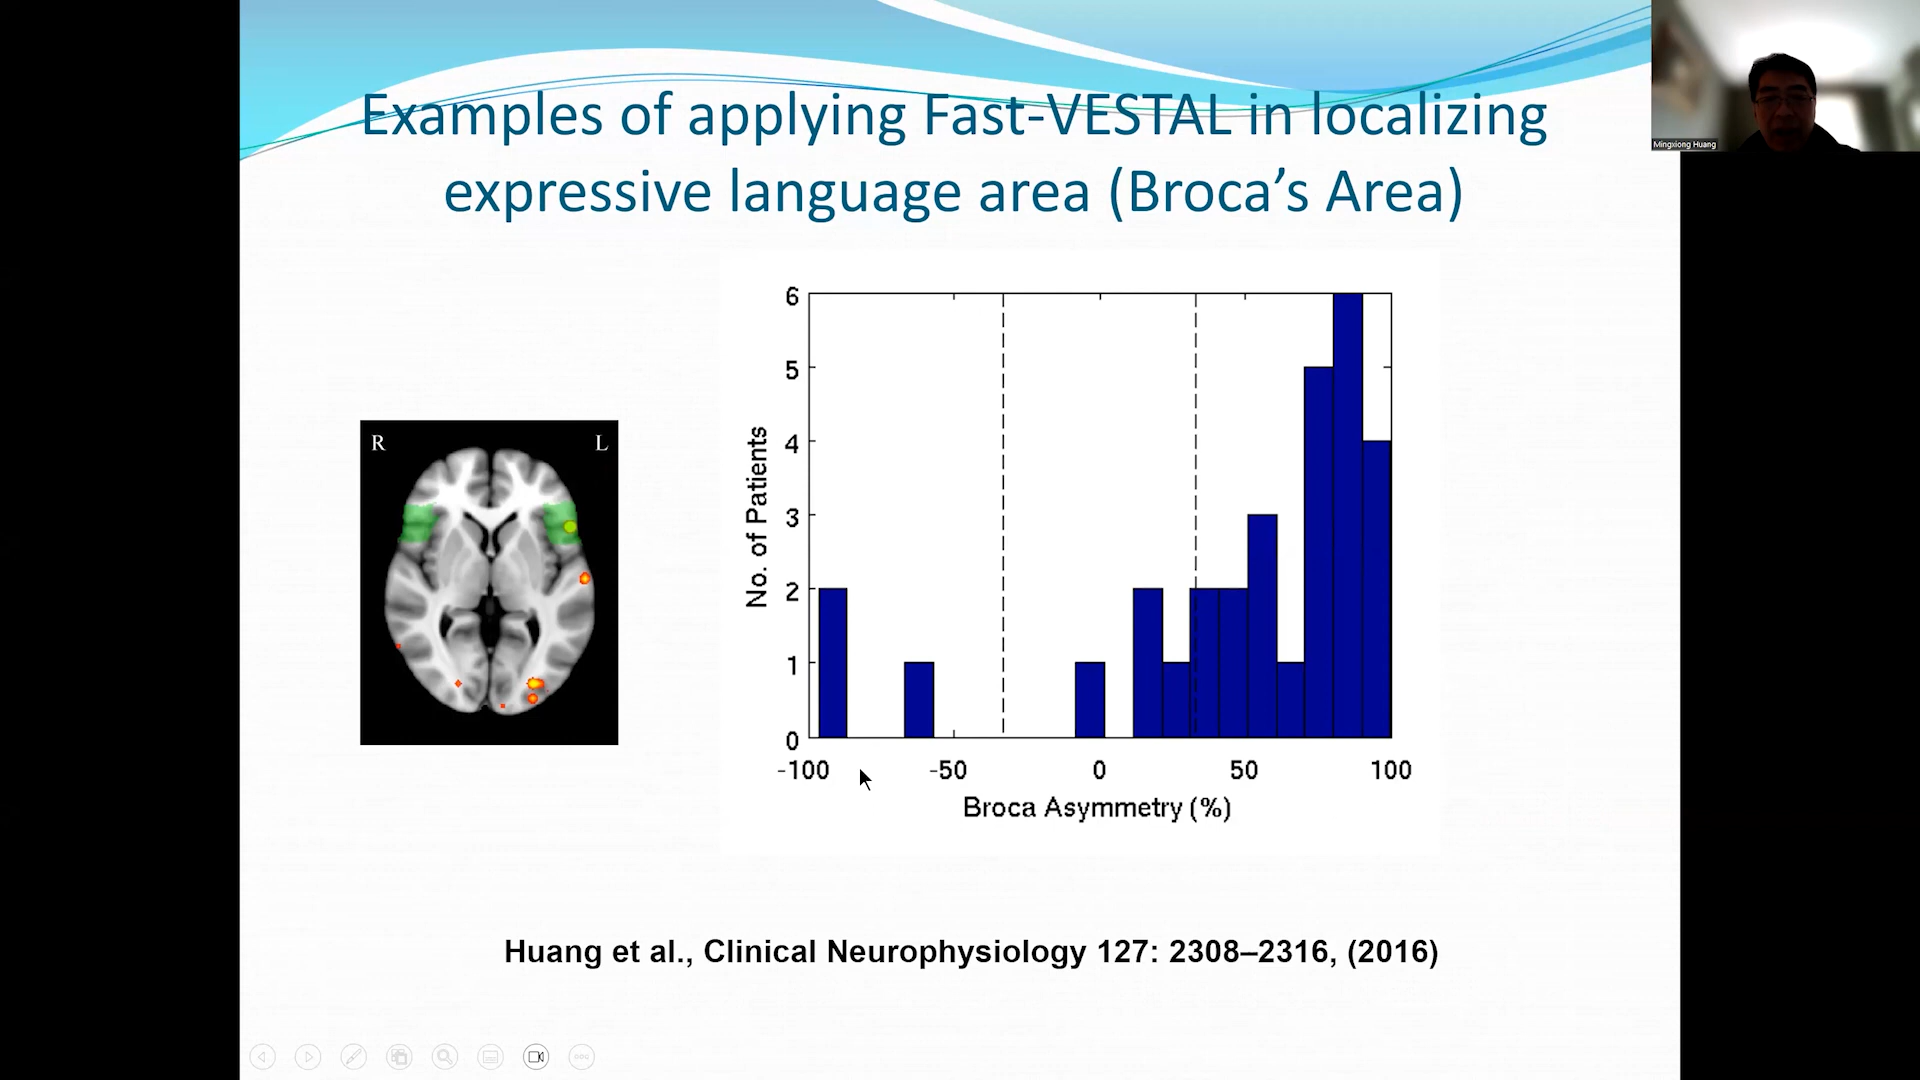 Examples of applying Fast-VESTAL in localizing
expressive language area (Broca’s Area)
Mingxiong Huang
R
L
No. of Patients
6
5
4
3
2
1
0
-100
-50
0
50
100
Broca Asymmetry (%)
Huang et al., Clinical Neurophysiology 127: 2308–2316, (2016)